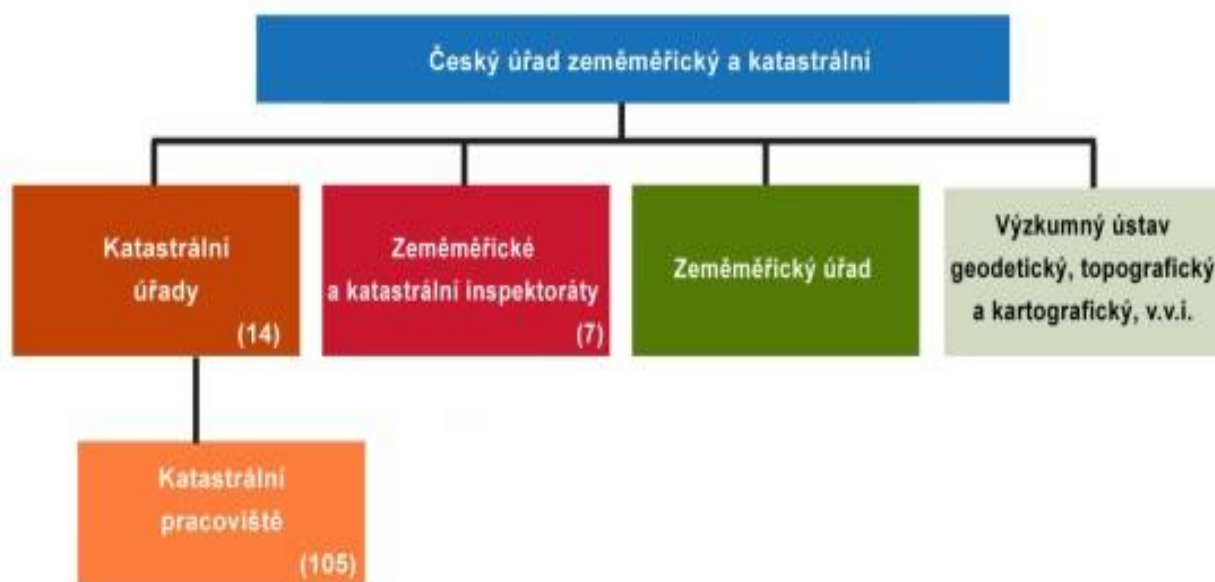 Český úřad zeměměřický a katastrální
Katastrální
úřady
(14)
Zeměměřické
a katastrální inspektoráty
(7)
Zeměměřický úřad
Výzkumný ústav
geodetický, topografický
a kartografický, v.v.i.
Katastrální
pracoviště
(105)